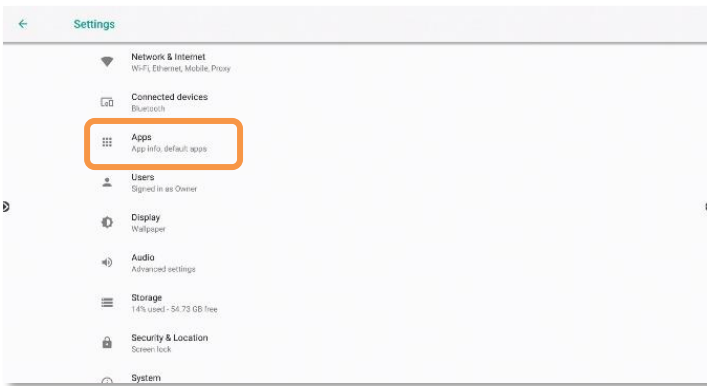 Settings
Network & Internet
Wi-Fi, Ethernet, Mobile, Proxy
Connected devices
Bluetooth
Apps
App info, default apps
Users
Signed in as Owner
Display
Wallpaper
Audio
Advanced settings
Storage
14% used - 54.73 GB free
Security & Location
Screen lock
System